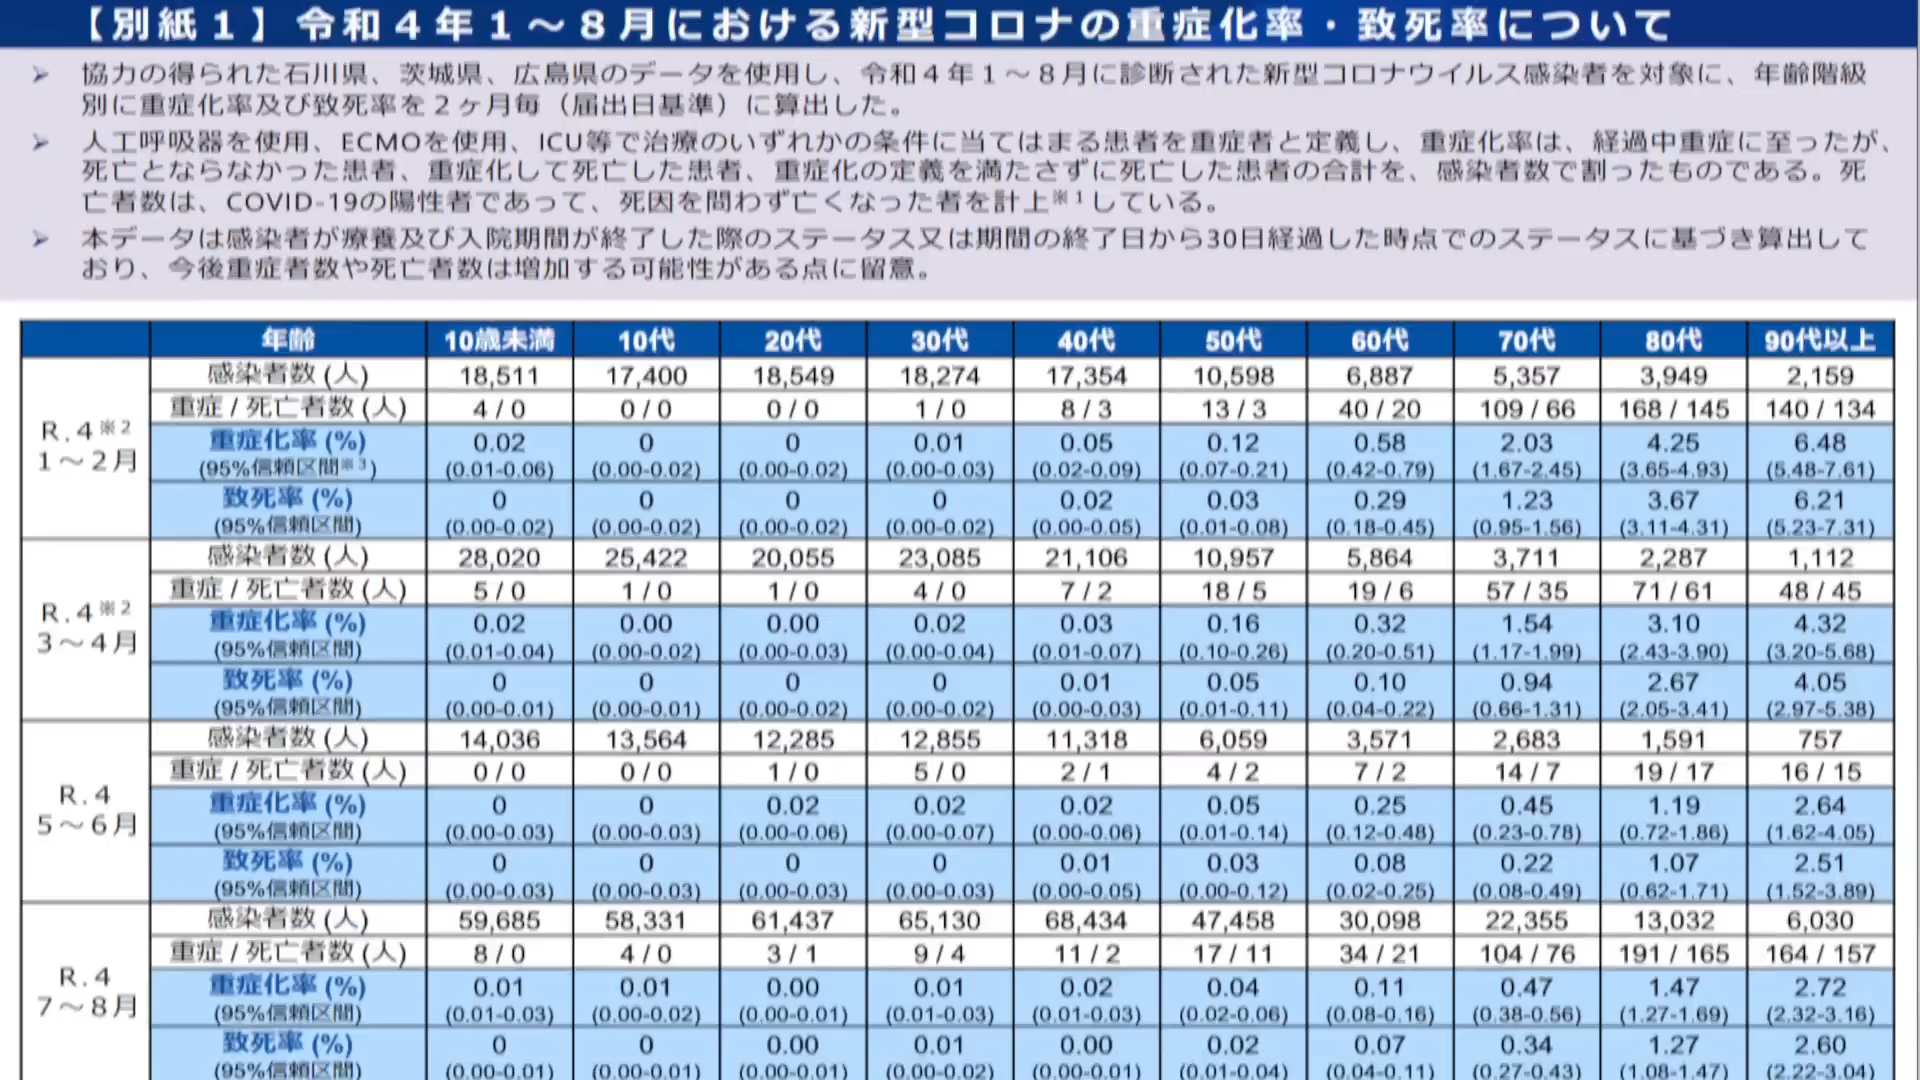 【別紙１】令和４年１～８月における新型コロナの重症化率・致死率について
➢ 協力の得られた石川県、茨城県、広島県のデータを使用し、令和４年１～８月に診断された新型コロナウイルス感染者を対象に、年齢階級
別に重症化率及び致死率を２ヶ月毎（届出日基準）に算出した。
➢ 人工呼吸器を使用、ECMOを使用、ICU等で治療のいずれかの条件に当てはまる患者を重症者と定義し、重症化率は、経過中重症に至ったが、
死亡とならなかった患者、重症化して死亡した患者、重症化の定義を満たさずに死亡した患者の合計を、感染者数で割ったものである。死
亡者数は、COVID-19の陽性者であって、死因を問わず亡くなった者を計上※1している。
➢ 本データは感染者が療養及び入院期間が終了した際のステータス又は期間の終了日から30日経過した時点でのステータスに基づき算出して
おり、今後重症者数や死亡者数は増加する可能性がある点に留意。
年齢 10歳未満 10代 20代 30代 40代 50代 60代 70代 80代 90代以上
R.4※2
1～2月
感染者数 (人) 18,511 17,400 18,549 18,274 17,354 10,598 6,887 5,357 3,949 2,159
重症 / 死亡者数 (人) 4 / 0 0 / 0 0 / 0 1 / 0 8 / 3 13 / 3 40 / 20 109 / 66 168 / 145 140 / 134
重症化率 (%) 0.02 0 0 0.01 0.05 0.12 0.58 2.03 4.25 6.48
(95%信頼区間※3) (0.01-0.06) (0.00-0.02) (0.00-0.02) (0.00-0.03) (0.02-0.09) (0.07-0.21) (0.42-0.79) (1.67-2.45) (3.65-4.93) (5.48-7.61)
致死率 (%) 0 0 0 0 0.02 0.03 0.29 1.23 3.67 6.21
(95%信頼区間) (0.00-0.02) (0.00-0.02) (0.00-0.02) (0.00-0.02) (0.00-0.05) (0.01-0.08) (0.18-0.45) (0.95-1.56) (3.11-4.31) (5.23-7.31)
R.4※2
3～4月
感染者数 (人) 28,020 25,422 20,055 23,085 21,106 10,957 5,864 3,711 2,287 1,112
重症 / 死亡者数 (人) 5 / 0 1 / 0 1 / 0 4 / 0 7 / 2 18 / 5 19 / 6 57 / 35 71 / 61 48 / 45
重症化率 (%) 0.02 0.00 0.00 0.02 0.03 0.16 0.32 1.54 3.10 4.32
(95%信頼区間) (0.01-0.04) (0.00-0.02) (0.00-0.03) (0.00-0.04) (0.01-0.07) (0.10-0.26) (0.20-0.51) (1.17-1.99) (2.43-3.90) (3.20-5.68)
致死率 (%) 0 0 0 0 0.01 0.05 0.10 0.94 2.67 4.05
(95%信頼区間) (0.00-0.01) (0.00-0.01) (0.00-0.02) (0.00-0.02) (0.00-0.03) (0.01-0.11) (0.04-0.22) (0.66-1.31) (2.05-3.41) (2.97-5.38)
R.4
5～6月
感染者数 (人) 14,036 13,564 12,285 12,855 11,318 6,059 3,571 2,683 1,591 757
重症 / 死亡者数 (人) 0 / 0 0 / 0 1 / 0 5 / 0 2 / 1 4 / 2 7 / 2 14 / 7 19 / 17 16 / 15
重症化率 (%) 0 0 0.02 0.02 0.02 0.05 0.25 0.45 1.19 2.64
(95%信頼区間) (0.00-0.03) (0.00-0.03) (0.00-0.06) (0.00-0.07) (0.00-0.06) (0.01-0.14) (0.12-0.48) (0.23-0.78) (0.72-1.86) (1.62-4.05)
致死率 (%) 0 0 0 0 0.01 0.03 0.08 0.22 1.07 2.51
(95%信頼区間) (0.00-0.03) (0.00-0.03) (0.00-0.03) (0.00-0.03) (0.00-0.05) (0.00-0.12) (0.02-0.25) (0.08-0.49) (0.62-1.71) (1.52-3.89)
R.4
7～8月
感染者数 (人) 59,685 58,331 61,437 65,130 68,434 47,458 30,098 22,355 13,032 6,030
重症 / 死亡者数 (人) 8 / 0 4 / 0 3 / 1 9 / 4 11 / 2 17 / 11 34 / 21 104 / 76 191 / 165 164 / 157
重症化率 (%) 0.01 0.01 0.00 0.01 0.02 0.04 0.11 0.47 1.47 2.72
(95%信頼区間) (0.01-0.03) (0.00-0.02) (0.00-0.01) (0.01-0.03) (0.01-0.03) (0.02-0.06) (0.08-0.16) (0.38-0.56) (1.27-1.69) (2.32-3.16)
致死率 (%) 0 0 0.00 0.01 0.00 0.02 0.07 0.34 1.27 2.60
(95%信頼区間) (0.00-0.01) (0.00-0.01) (0.00-0.01) (0.00-0.02) (0.00-0.01) (0.01-0.04) (0.04-0.11) (0.27-0.43) (1.08-1.47) (2.22-3.04)